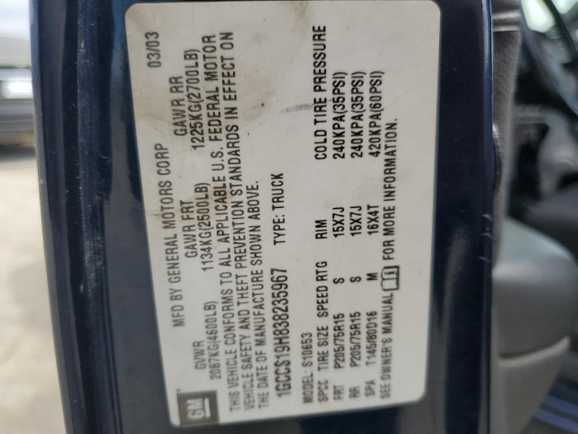 GM
MFD BY GENERAL MOTORS CORP 03/03
GVWR GAWR FRT GAWR RR
2087KG(4600LB) 1134KG(2500LB) 1225KG(2700LB)
THIS VEHICLE CONFORMS TO ALL APPLICABLE U.S. FEDERAL MOTOR
VEHICLE SAFETY AND THEFT PREVENTION STANDARDS IN EFFECT ON
THE DATE OF MANUFACTURE SHOWN ABOVE.
1GCCS19H838235967 TYPE: TRUCK
MODEL: S10653
SPCC TIRE SIZE SPEED RTG RIM COLD TIRE PRESSURE
FRT P205/75R15 S 15X7J 240KPA(35PSI)
RR P205/75R15 S 15X7J 240KPA(35PSI)
SPA T145/80D16 M 16X4T 420KPA(60PSI)
SEE OWNER'S MANUAL FOR MORE INFORMATION.